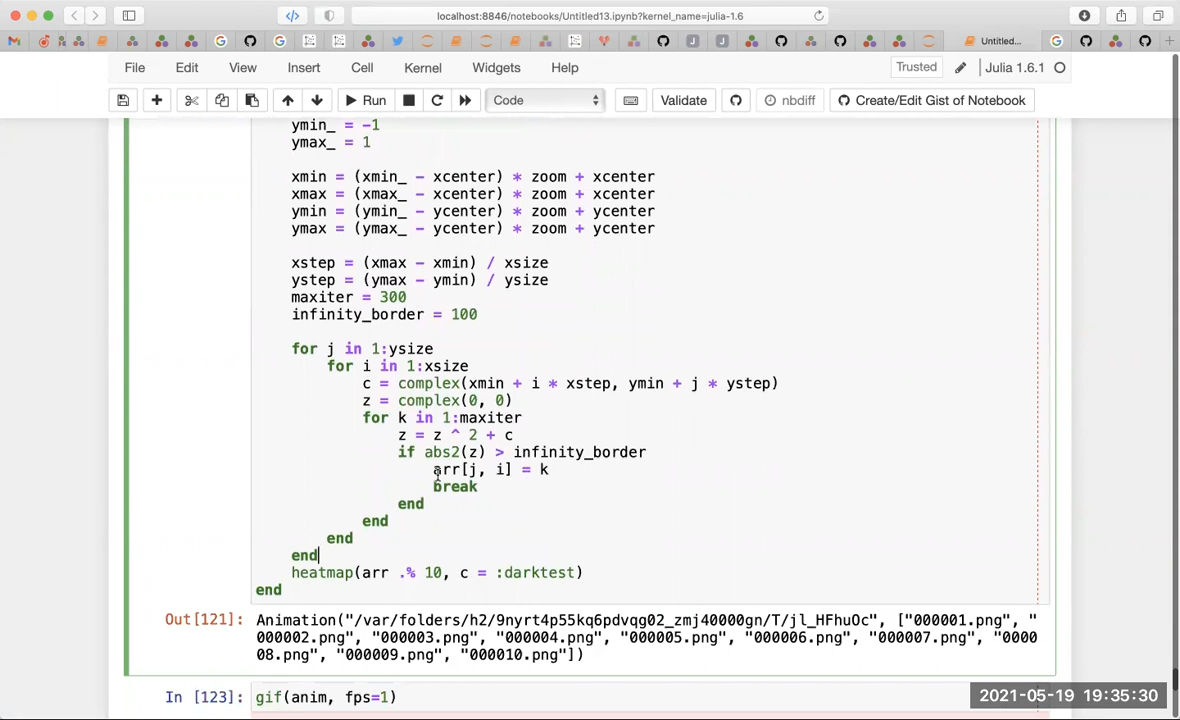 localhost:8846/notebooks/Untitled13.ipynb?kernel_name=julia-1.6
Untitled...
File Edit View Insert Cell Kernel Widgets Help Trusted Julia 1.6.1
Run Code Validate nbdiff Create/Edit Gist of Notebook
ymin_ = -1
ymax_ = 1
xmin = (xmin_ - xcenter) * zoom + xcenter
xmax = (xmax_ - xcenter) * zoom + xcenter
ymin = (ymin_ - ycenter) * zoom + ycenter
ymax = (ymax_ - ycenter) * zoom + ycenter
xstep = (xmax - xmin) / xsize
ystep = (ymax - ymin) / ysize
maxiter = 300
infinity_border = 100
for j in 1:ysize
for i in 1:xsize
c = complex(xmin + i * xstep, ymin + j * ystep)
z = complex(0, 0)
for k in 1:maxiter
z = z ^ 2 + c
if abs2(z) > infinity_border
arr[j, i] = k
break
end
end
end
end
heatmap(arr .% 10, c = :darktest)
end
Out[121]: Animation("/var/folders/h2/9nyrt4p55kq6pdvqg02_zmj40000gn/T/jl_HFhuOc", ["000001.png", "
000002.png", "000003.png", "000004.png", "000005.png", "000006.png", "000007.png", "0000
08.png", "000009.png", "000010.png"])
In [123]: gif(anim, fps=1)
2021-05-19 19:35:30